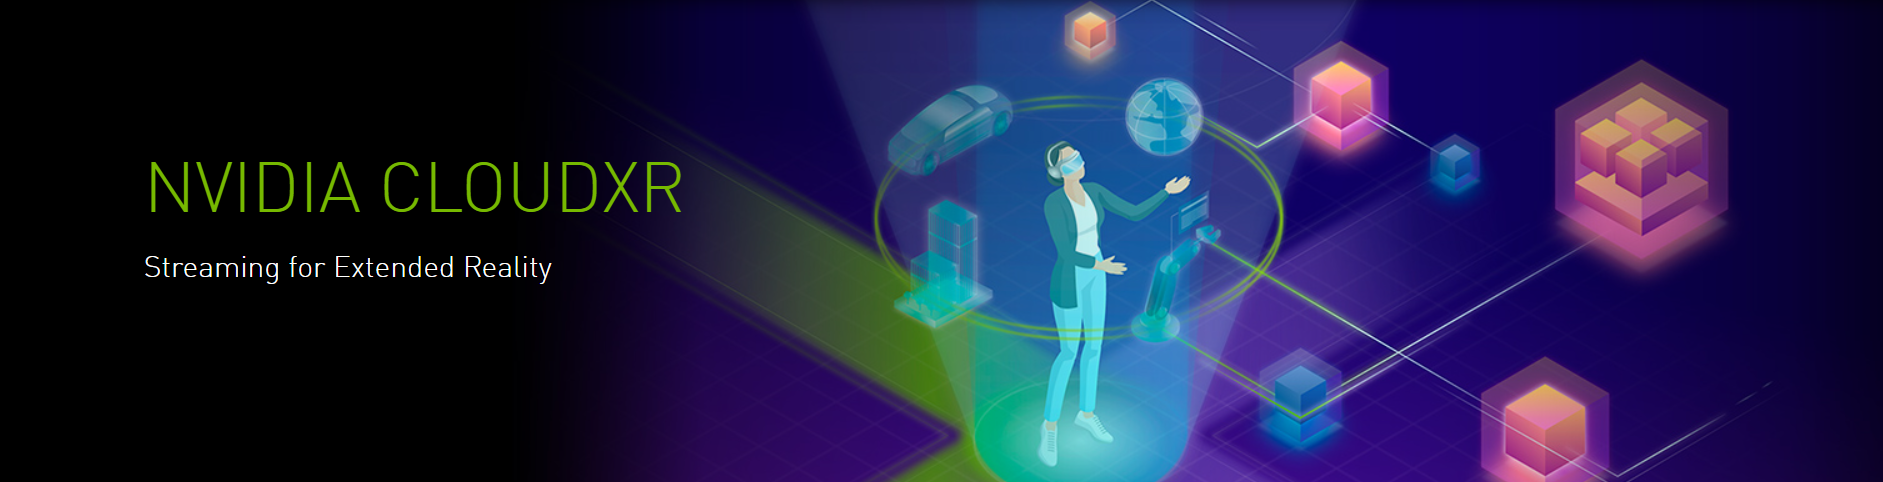 NVIDIA CLOUDXR
Streaming for Extended Reality